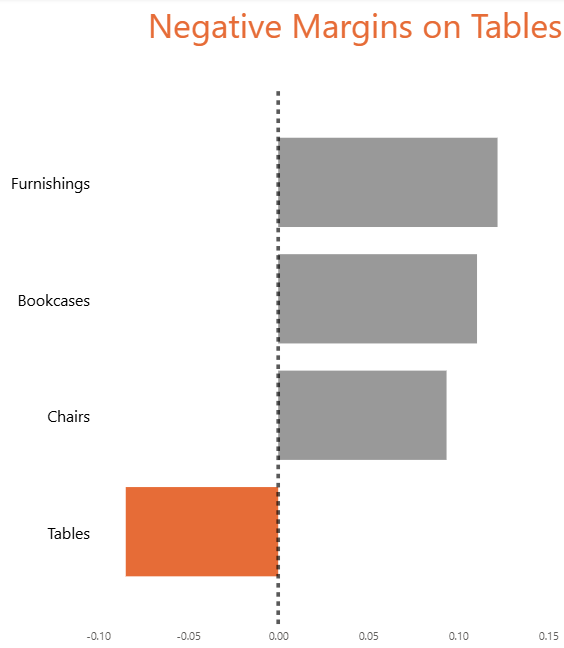 Negative Margins on Tables
Furnishings
Bookcases
Chairs
Tables
-0.10 -0.05 0.00 0.05 0.10 0.15